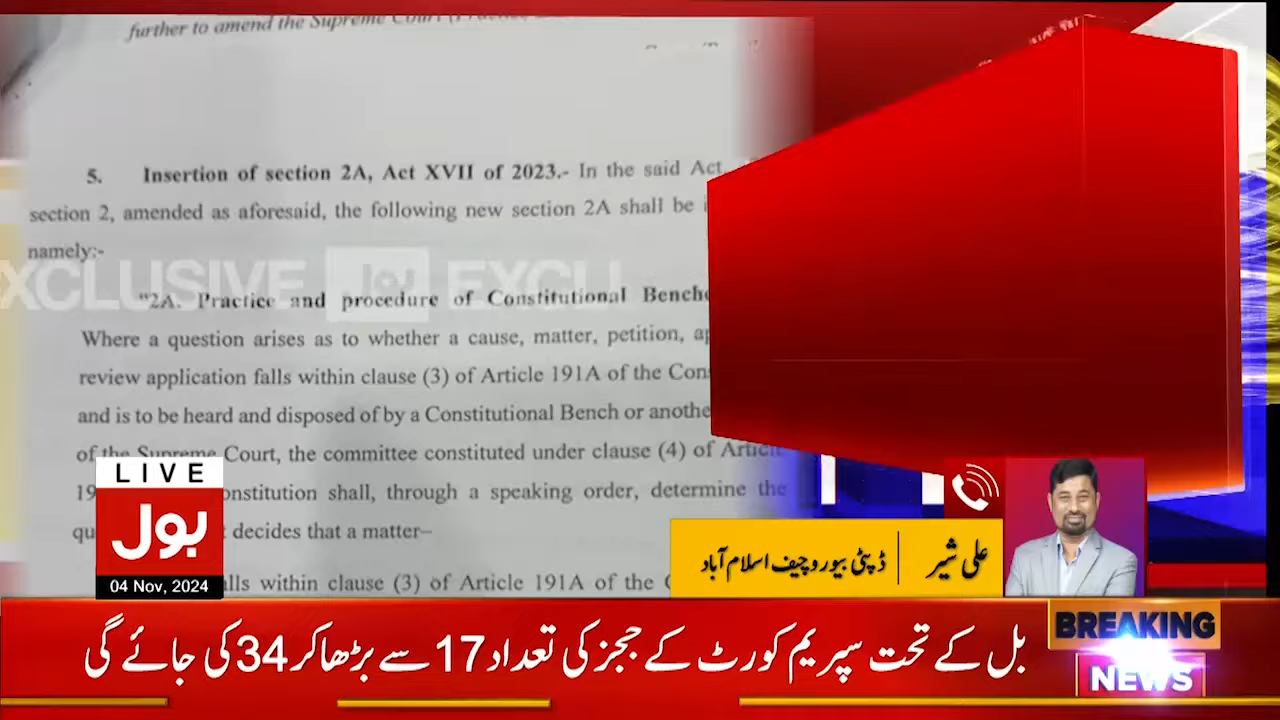 further to amend the Supreme Court (Practice
5. Insertion of section 2A, Act XVII of 2023.- In the said Act,
section 2, amended as aforesaid, the following new section 2A shall be
namely:-
EXCLUSIVE بول EXCLU
"2A. Practice and procedure of Constitutional
Where a question arises as to whether a cause, matter, petition,
review application falls within clause (3) of Article 191A of the
and is to be heard and disposed of by a Constitutional Bench or
of the Supreme Court, the committee constituted under clause (4) of Article
shall, through a speaking order, determine the
decides that a matter–
within clause (3) of Article 191A of the
LIVE
بول
04 Nov, 2024
علی شیر
ڈپٹی بیورو چیف اسلام آباد
بل کے تحت سپریم کورٹ کے ججز کی تعداد 17 سے بڑھا کر 34 کی جائے گی
BREAKING
NEWS